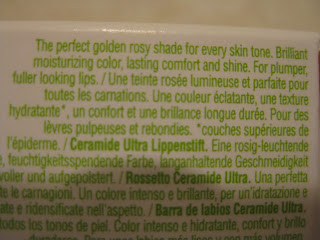 The perfect golden rosy shade for every skin tone. Brilliant
moisturizing color, lasting comfort and shine. For plumper,
fuller looking lips. / Une teinte rosée lumineuse et parfaite pour
toutes les carnations. Une couleur éclatante, une texture
hydratante*, un confort et une brillance longue durée. Pour des
lèvres pulpeuses et rebondies. *couches supérieures de
l'épiderme. / Ceramide Ultra Lippenstift. Eine rosig-leuchtende
e, feuchtigkeitsspendende Farbe, langanhaltende Geschmeidigkeit
voller und aufgepolstert. / Rossetto Ceramide Ultra. Una perfetta
te le carnagioni. Un colore intenso e brillante, per un'idratazione e
ate e ridensificate nell'aspetto. / Barra de labios Ceramide Ultra.
todos los tonos de piel. Color intenso e hidratante, confort y brillo